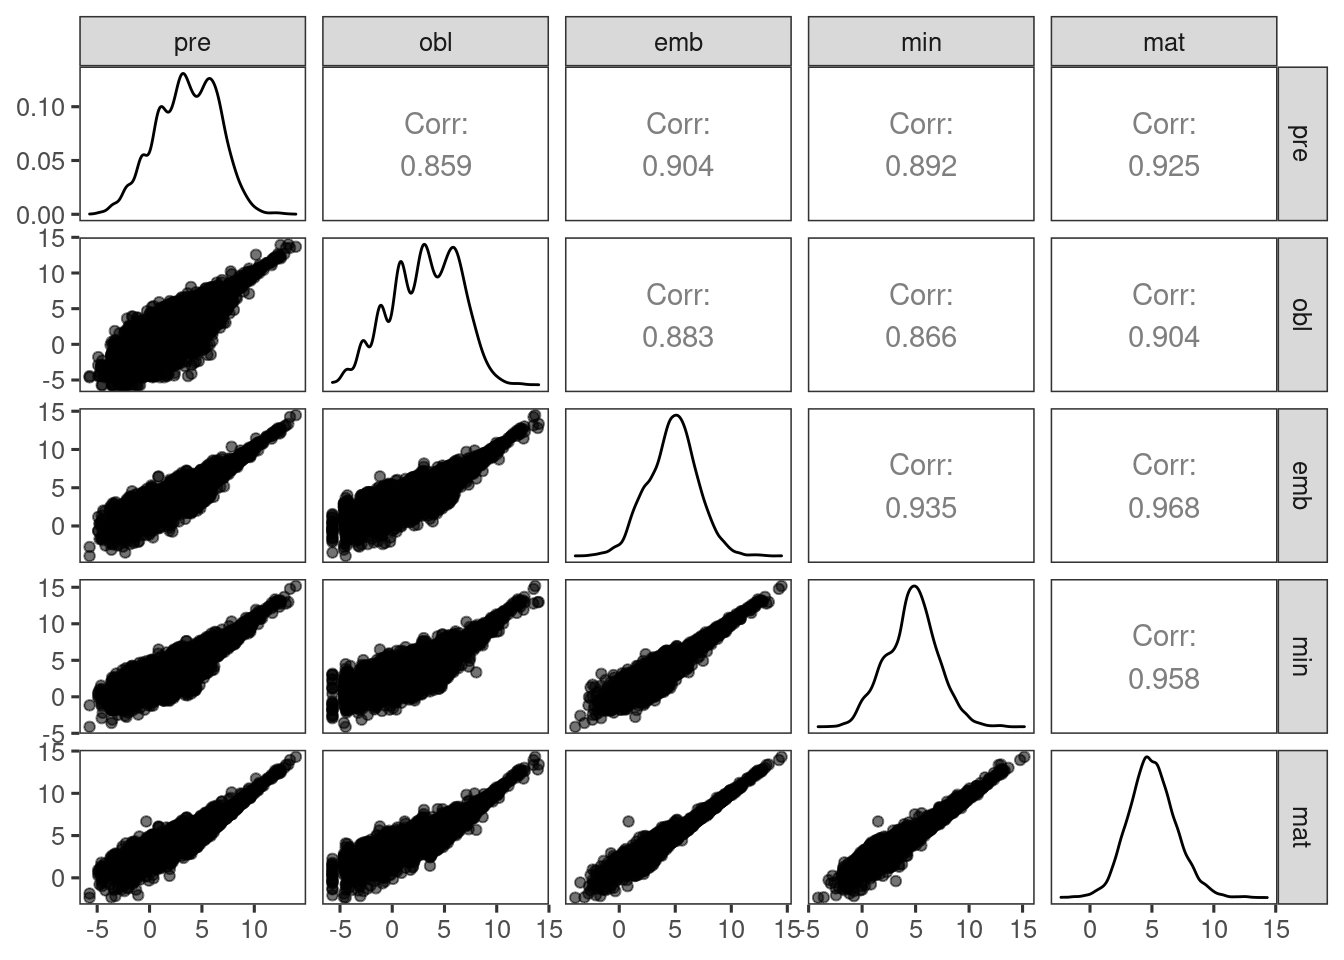 pre obl emb min mat
0.10
0.05
0.00
Corr:
0.859
Corr:
0.904
Corr:
0.892
Corr:
0.925
pre
15
10
5
0
-5
Corr:
0.883
Corr:
0.866
Corr:
0.904
obl
15
10
5
0
Corr:
0.935
Corr:
0.968
emb
15
10
5
0
-5
Corr:
0.958
min
15
10
5
0
mat
-5 0 5 10
-5 0 5 10 15
0 5 10 15
-5 0 5 10 15
0 5 10 15